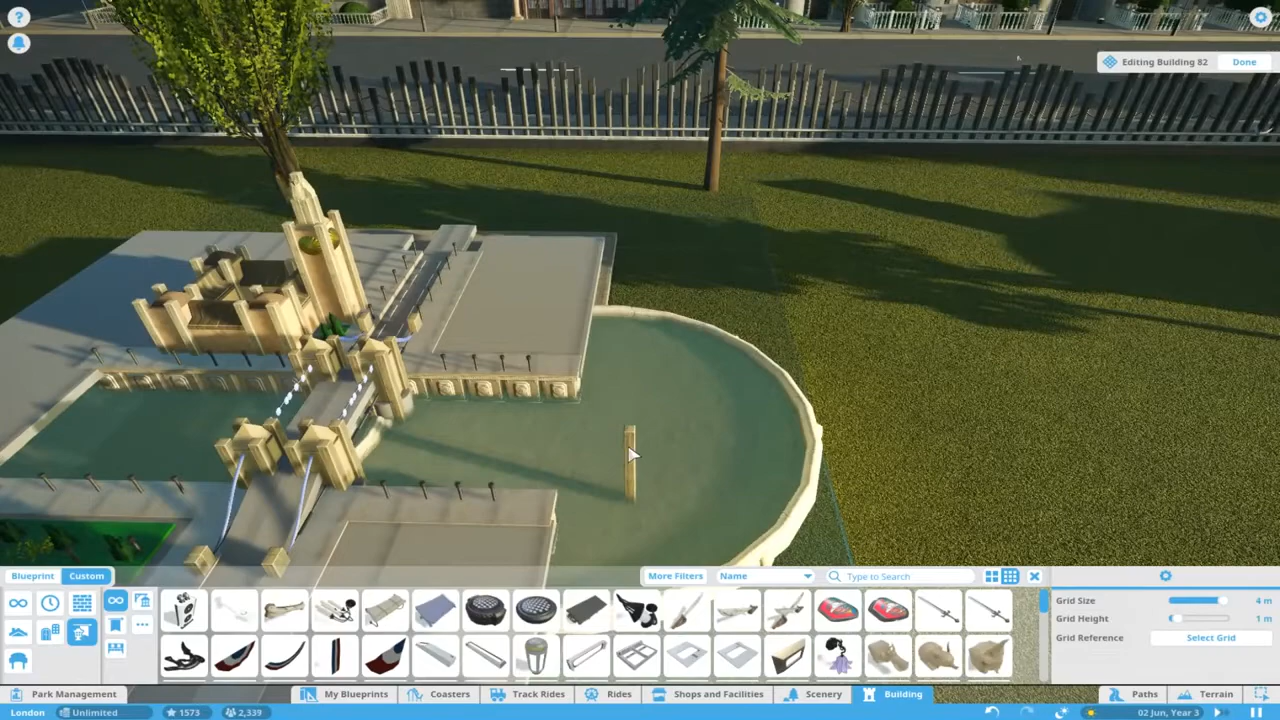 ?
Editing Building 82 Done
Blueprint Custom
More Filters Name Type to Search
Grid Size 4 m
Grid Height 1 m
Grid Reference Select Grid
Park Management My Blueprints Coasters Track Rides Rides Shops and Facilities Scenery Building Paths Terrain
London Unlimited 1573 2,339 02 Jun, Year 3